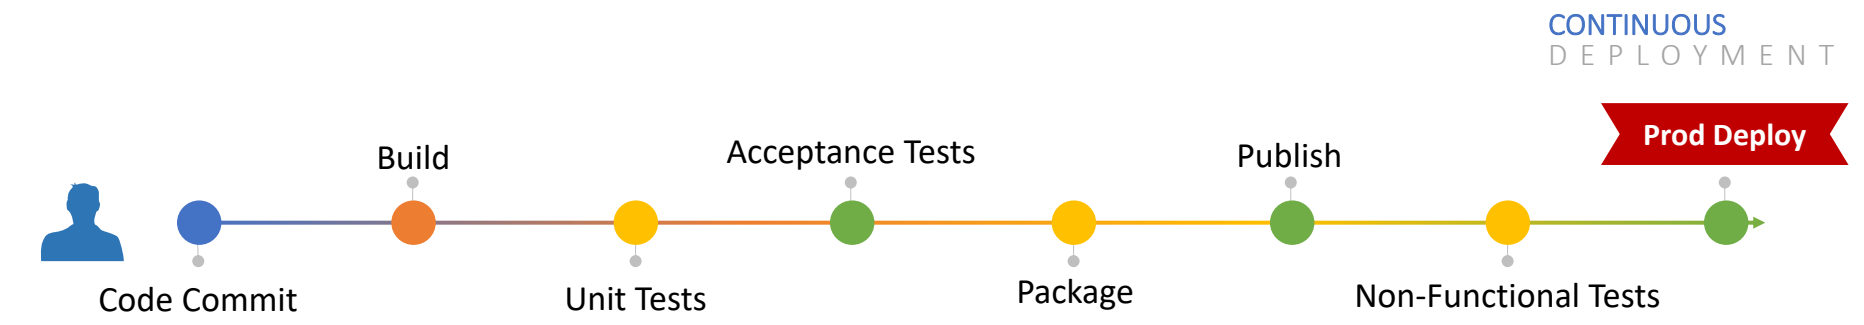 CONTINUOUS
DEPLOYMENT
Prod Deploy
Build
Acceptance Tests
Publish
Code Commit
Unit Tests
Package
Non-Functional Tests